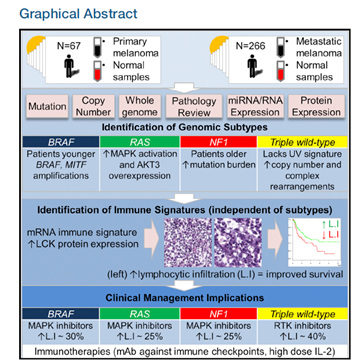 Graphical Abstract
N=67
Primary melanoma
Normal samples
N=266
Metastatic melanoma
Normal samples
Mutation
Copy Number
Whole genome
Pathology Review
miRNA/RNA Expression
Protein Expression
Identification of Genomic Subtypes
BRAF
RAS
NF1
Triple wild-type
Patients younger
BRAF, MITF
amplifications
↑MAPK activation
and AKT3
overexpression
Patients older
↑mutation burden
Lacks UV signature
↑copy number and
complex
rearrangements
Identification of Immune Signatures (independent of subtypes)
mRNA immune signature
↑LCK protein expression
↑ L.I
↓ L.I
(left) ↑lymphocytic infiltration (L.I) = improved survival
Clinical Management Implications
BRAF
RAS
NF1
Triple wild-type
MAPK inhibitors
↑L.I ~ 30%
MAPK inhibitors
↑L.I ~ 25%
MAPK inhibitors
↑L.I ~ 25%
RTK inhibitors
↑L.I ~ 40%
Immunotherapies (mAb against immune checkpoints, high dose IL-2)